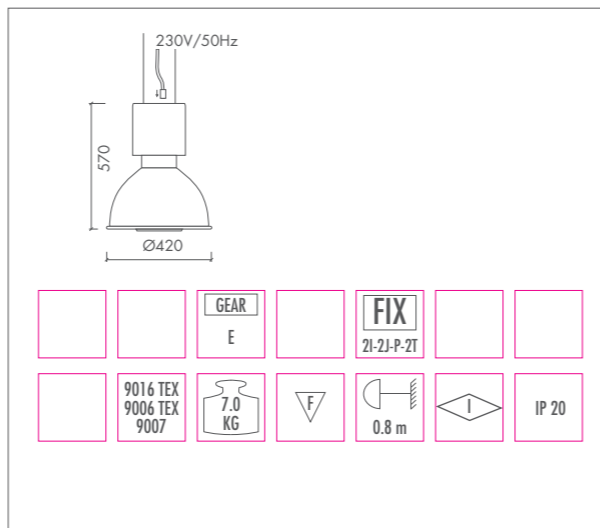 230V/50Hz
570
Ø420
GEAR
E
FIX
2I-2J-P-2T
9016 TEX
9006 TEX
9007
7.0
KG
F
0.8 m
I
IP 20